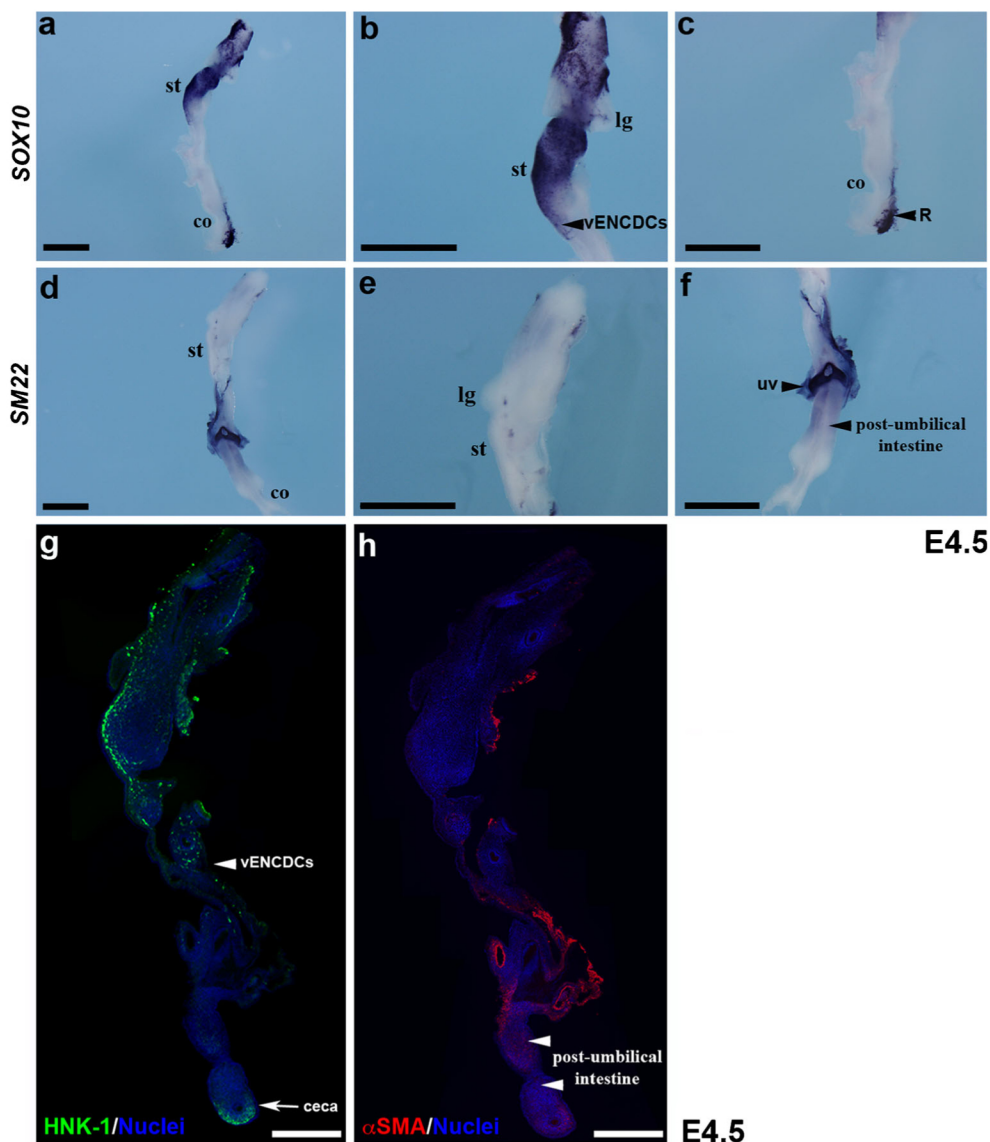 a
b
c
SOX10
st
co
lg
st
vENCDCs
co
R
d
e
f
SM22
st
co
lg
st
uv
post-umbilical
intestine
E4.5
g
h
vENCDCs
ceca
HNK-1/Nuclei
post-umbilical
intestine
αSMA/Nuclei
E4.5